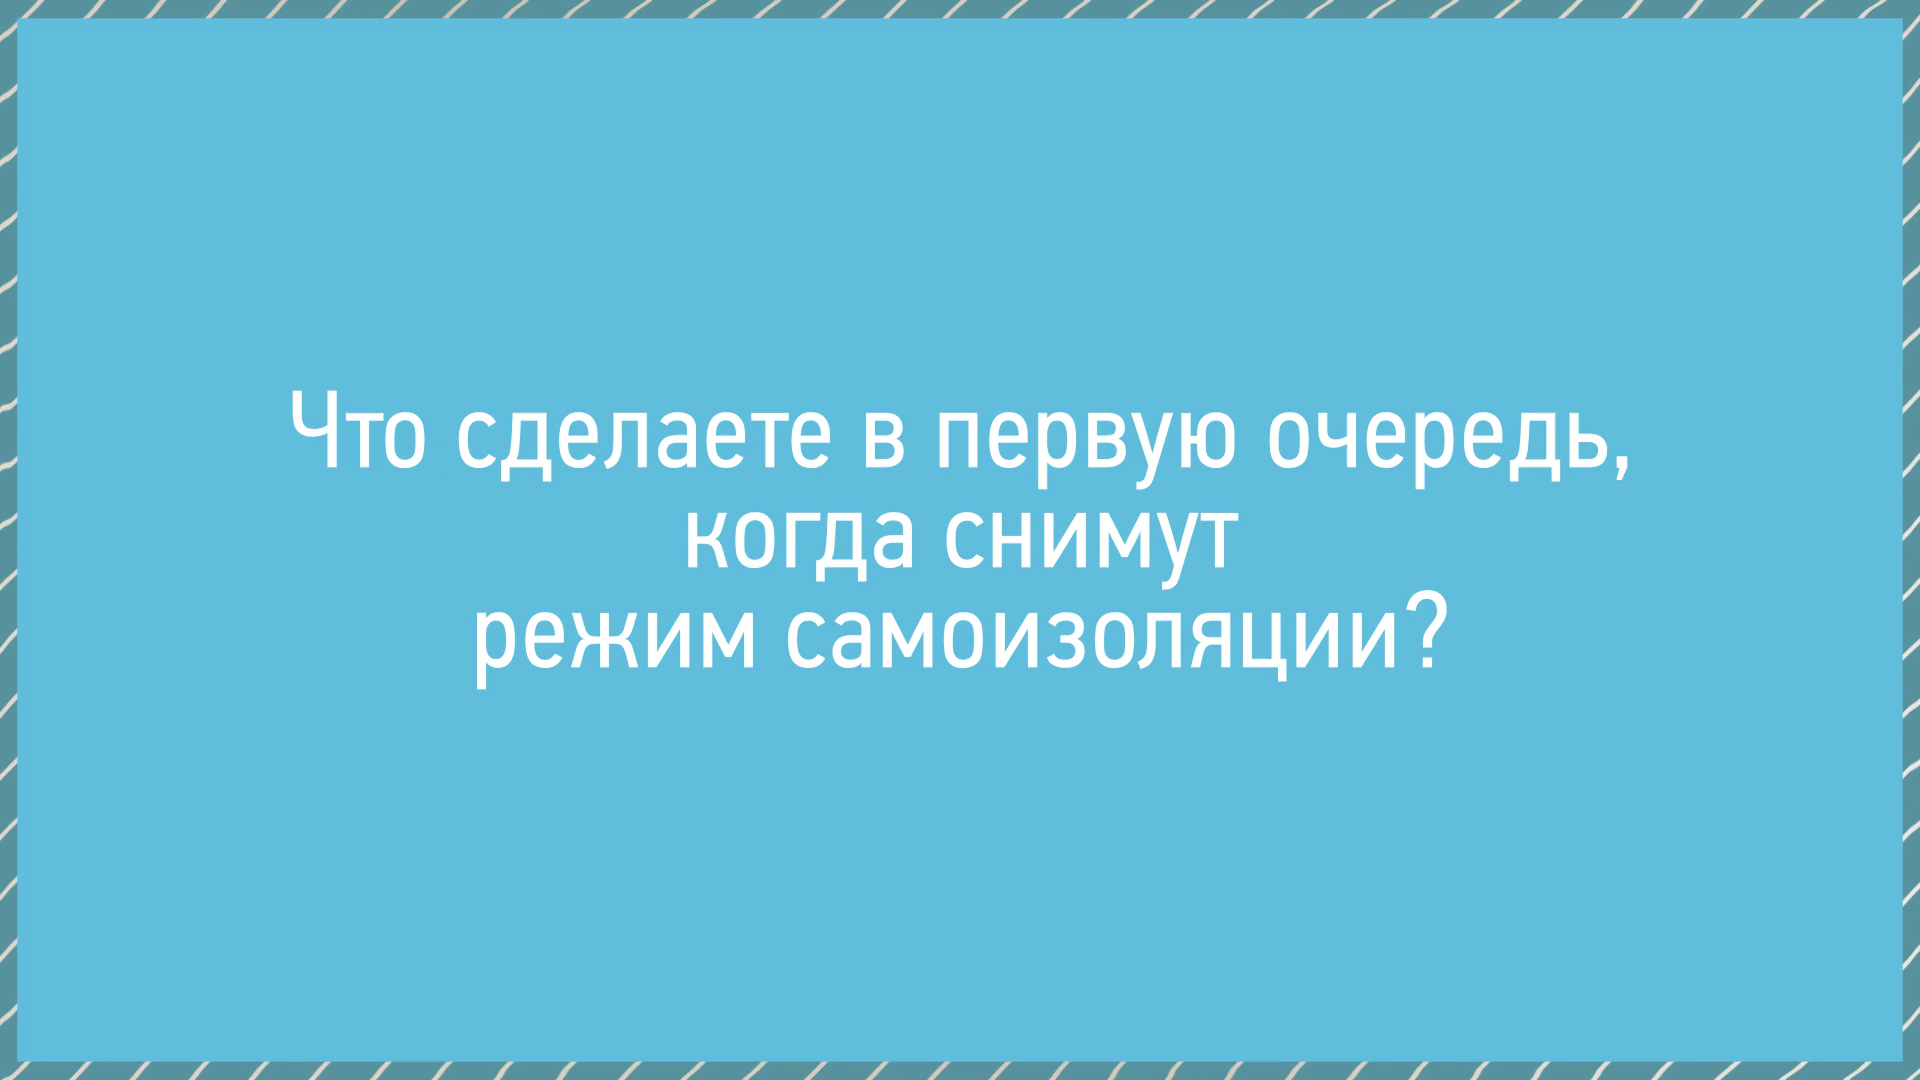 Что сделаете в первую очередь,
когда снимут
режим самоизоляции?